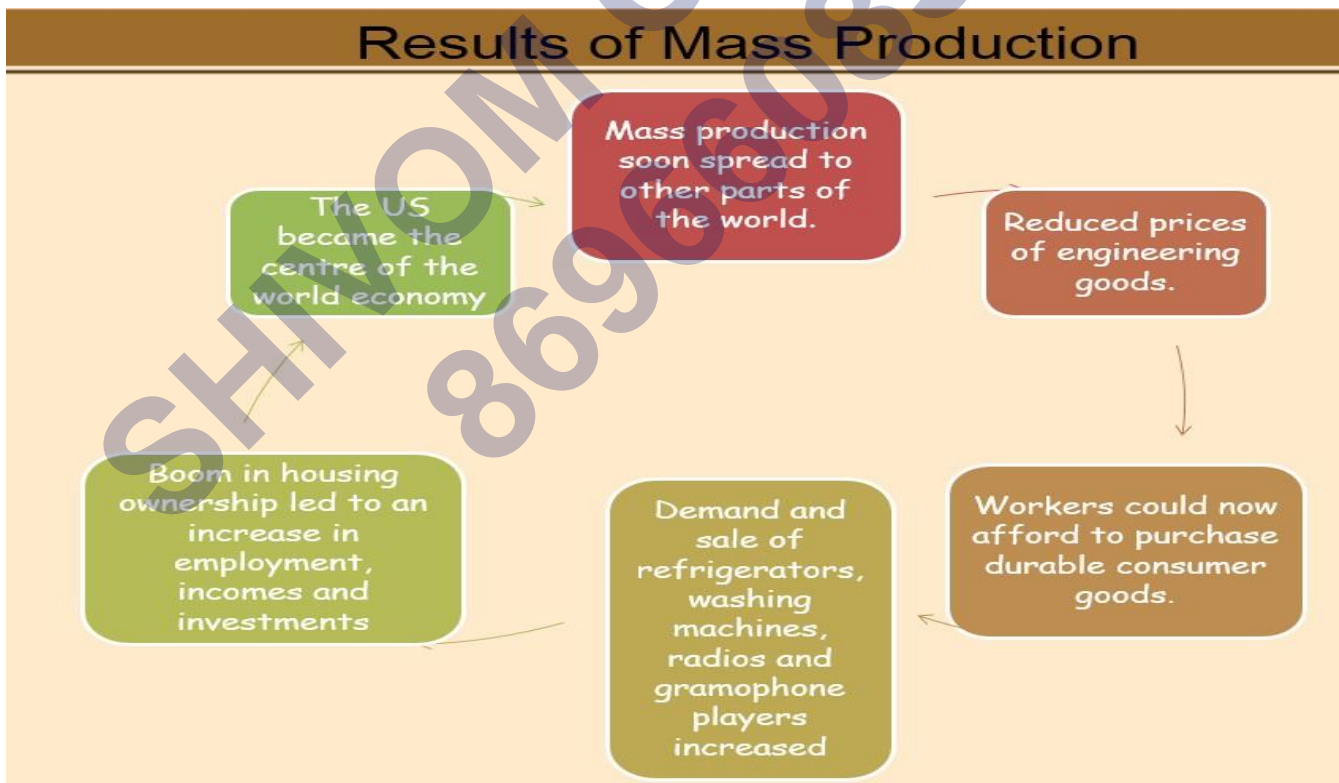 Results of Mass Production
Mass production
soon spread to
other parts of
the world.
Reduced prices
of engineering
goods.
Workers could now
afford to purchase
durable consumer
goods.
Demand and
sale of
refrigerators,
washing
machines,
radios and
gramophone
players
increased
Boom in housing
ownership led to an
increase in
employment,
incomes and
investments
The US
became the
centre of the
world economy
SHIVOM